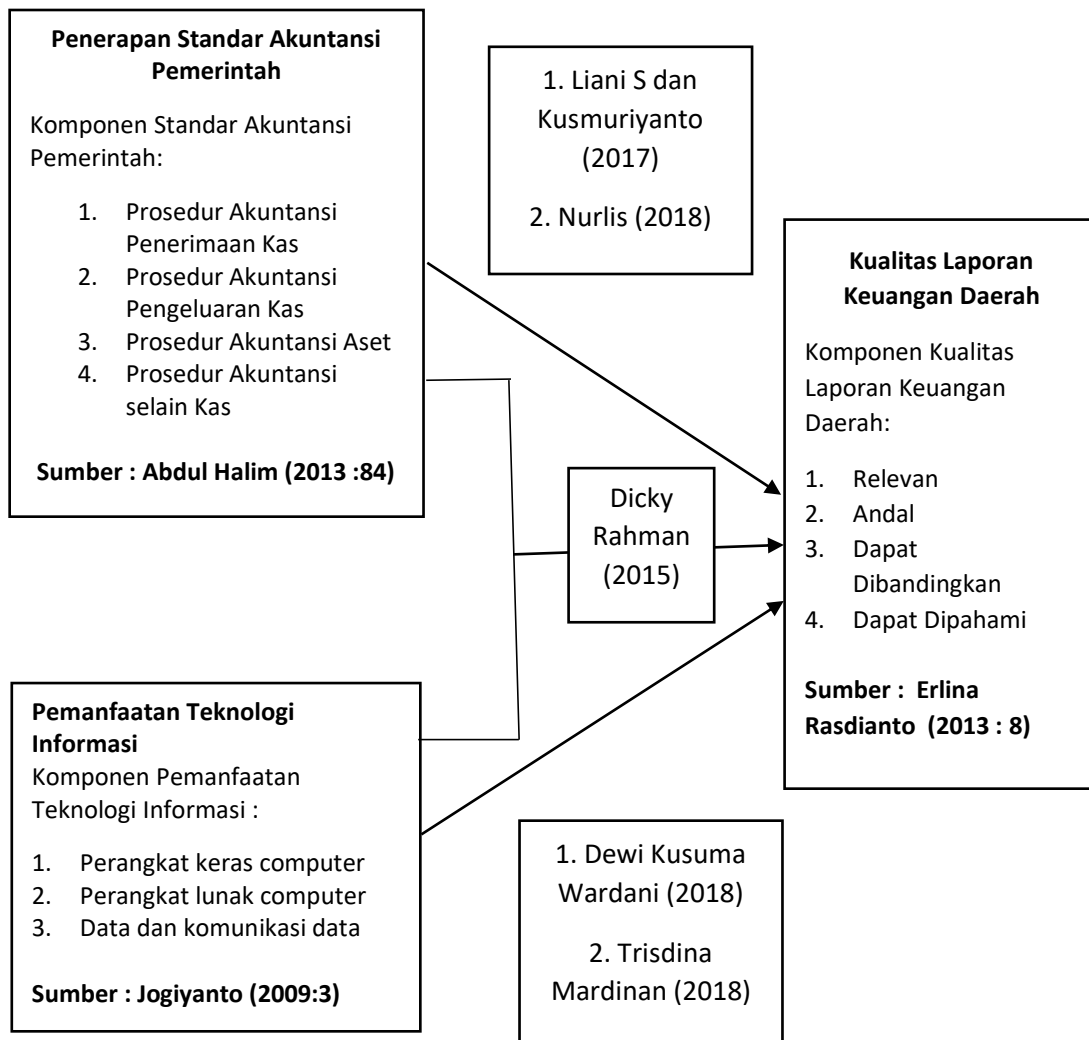 Penerapan Standar Akuntansi
Pemerintah
Komponen Standar Akuntansi
Pemerintah:
1. Prosedur Akuntansi
Penerimaan Kas
2. Prosedur Akuntansi
Pengeluaran Kas
3. Prosedur Akuntansi Aset
4. Prosedur Akuntansi
selain Kas
Sumber : Abdul Halim (2013 :84)
1. Liani S dan
Kusmuriyanto
(2017)
2. Nurlis (2018)
Kualitas Laporan
Keuangan Daerah
Komponen Kualitas
Laporan Keuangan
Daerah:
1. Relevan
2. Andal
3. Dapat
Dibandingkan
4. Dapat Dipahami
Sumber : Erlina
Rasdianto (2013 : 8)
Dicky
Rahman
(2015)
Pemanfaatan Teknologi
Informasi
Komponen Pemanfaatan
Teknologi Informasi :
1. Perangkat keras computer
2. Perangkat lunak computer
3. Data dan komunikasi data
Sumber : Jogiyanto (2009:3)
1. Dewi Kusuma
Wardani (2018)
2. Trisdina
Mardinan (2018)